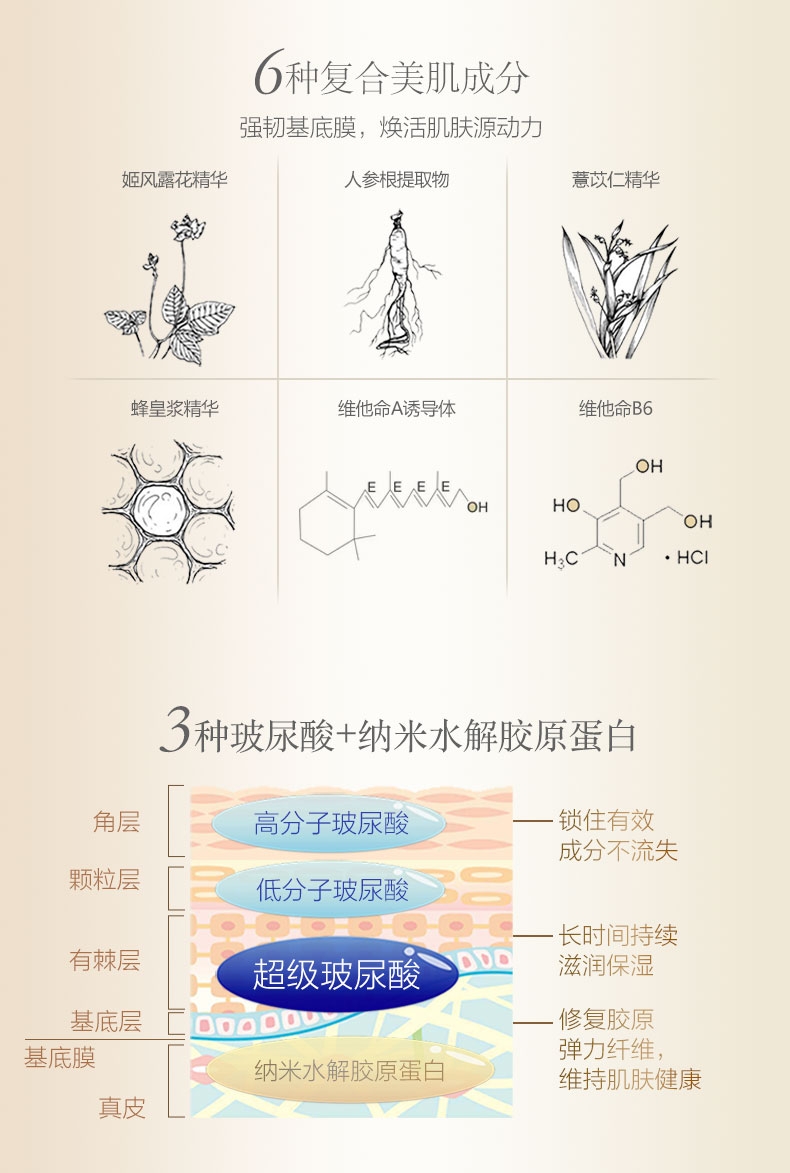 6种复合美肌成分
强韧基底膜，焕活肌肤源动力
姬风露花精华
人参根提取物
薏苡仁精华
蜂皇浆精华
维他命A诱导体
维他命B6
E E E E
OH
OH
HO
OH
H₃C
N
·HCl
3种玻尿酸+纳米水解胶原蛋白
角层
高分子玻尿酸
锁住有效
成分不流失
颗粒层
低分子玻尿酸
有棘层
超级玻尿酸
长时间持续
滋润保湿
基底层
基底膜
真皮
纳米水解胶原蛋白
修复胶原
弹力纤维，
维持肌肤健康